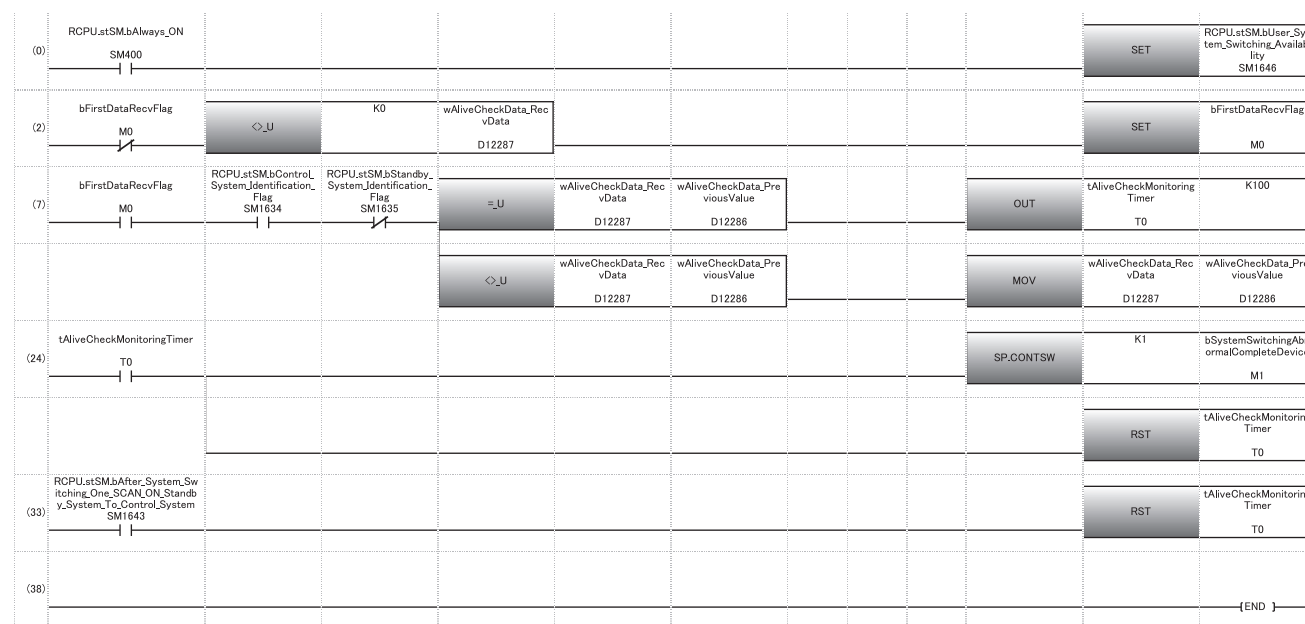 RCPU.stSM.bAlways_ON
RCPU.stSM.bUser_Sy
tem_Switching_Availab
lity
(0)
SM400
SET
SM1646
bFirstDataRecvFlag
K0
wAliveCheckData_Rec
vData
bFirstDataRecvFlag
(2)
M0
<>_U
D12287
SET
M0
bFirstDataRecvFlag
RCPU.stSM.bControl_
System_Identification_
Flag
RCPU.stSM.bStandby_
System_Identification_
Flag
wAliveCheckData_Rec
vData
wAliveCheckData_Pre
viousValue
tAliveCheckMonitoring
Timer
K100
(7)
M0
SM1634
SM1635
=_U
D12287
D12286
OUT
T0
wAliveCheckData_Rec
vData
wAliveCheckData_Pre
viousValue
wAliveCheckData_Rec
vData
wAliveCheckData_Pre
viousValue
<>_U
D12287
D12286
MOV
D12287
D12286
tAliveCheckMonitoringTimer
K1
bSystemSwitchingAbn
ormalCompleteDevice
(24)
T0
SP.CONTSW
M1
tAliveCheckMonitorin
Timer
RST
T0
RCPU.stSM.bAfter_System_Sw
itching_One_SCAN_ON_Standb
y_System_To_Control_System
tAliveCheckMonitorin
Timer
(33)
SM1643
RST
T0
(38)
[END ]